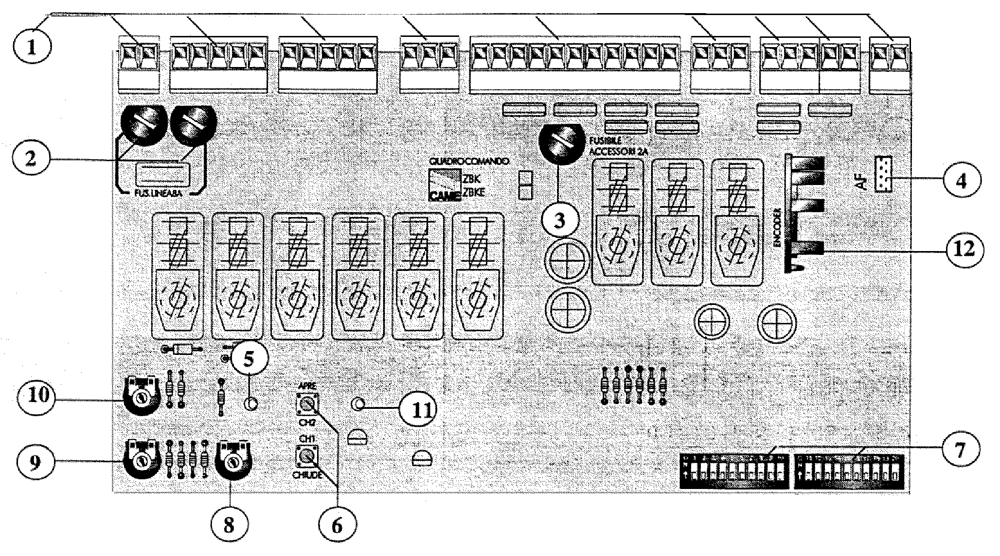 1
2
FUSIBILE
ACCESSORI 2A
QUADRO COMANDO
ZBK
ZBKE
CAME
FUS. LINEA 8A
AF
4
3
ENCODER
12
5
10
APRE
CH2
11
CH1
CHIUDE
9
7
8
6